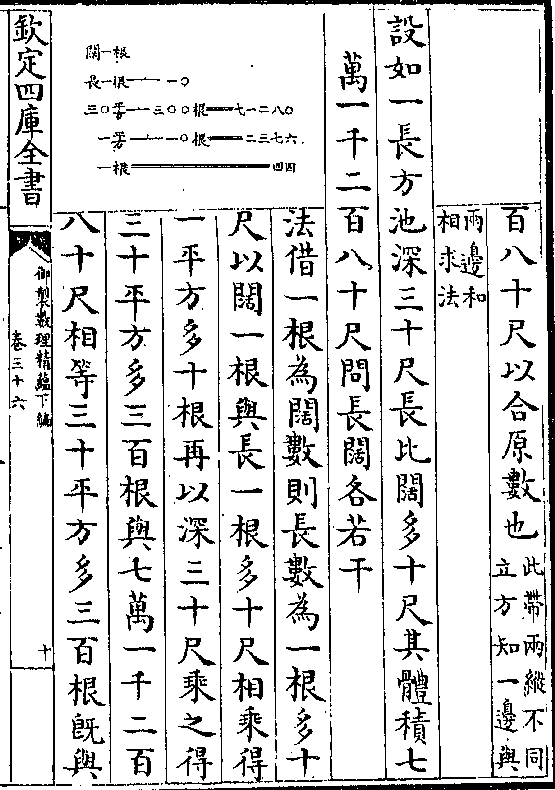 百八十尺以合原數也此帶兩縱不同
立方知一邊與
兩邊和
相求法
設如一長方池深三十尺長比闊多十尺其體積七
萬一千二百八十尺問長闊各若干
闊一根
長一根一一○
三○方一三○○根═七一二八○
一方一一○根═二三七六
一根═四四
法借一根為闊數則長數為一根多十
尺以闊一根與長一根多十尺相乘得
一平方多十根再以深三十尺乘之得
三十平方多三百根與七萬一千二百
八十尺相等三十平方多三百根既與
欽定四庫全書
御製數理精蘊下編
卷三十六
十